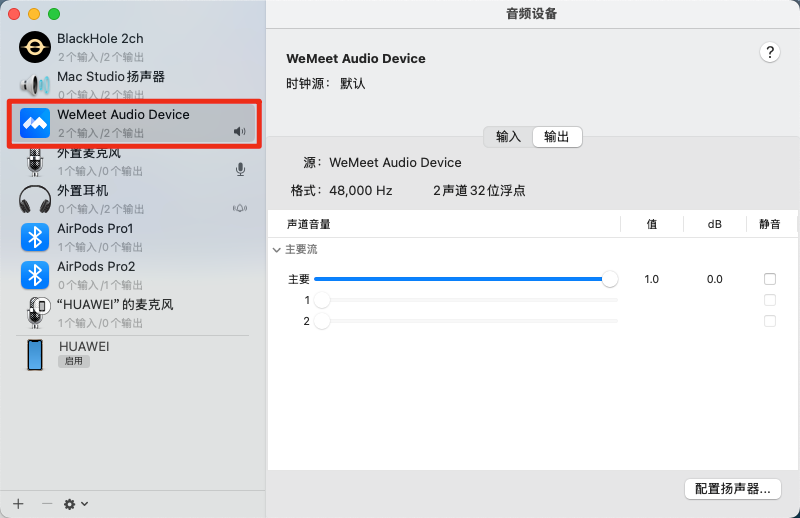 音频设备
BlackHole 2ch
2个输入/2个输出
Mac Studio扬声器
0个输入/2个输出
WeMeet Audio Device
2个输入/2个输出
外置麦克风
1个输入/0个输出
外置耳机
0个输入/2个输出
AirPods Pro1
1个输入/0个输出
AirPods Pro2
0个输入/1个输出
“HUAWEI”的麦克风
1个输入/0个输出
HUAWEI
启用
WeMeet Audio Device
?
时钟源： 默认
输入 输出
源： WeMeet Audio Device
格式： 48,000 Hz 2声道32位浮点
声道音量 值 dB 静音
主要流
主要 1.0 0.0
1
2
配置扬声器...